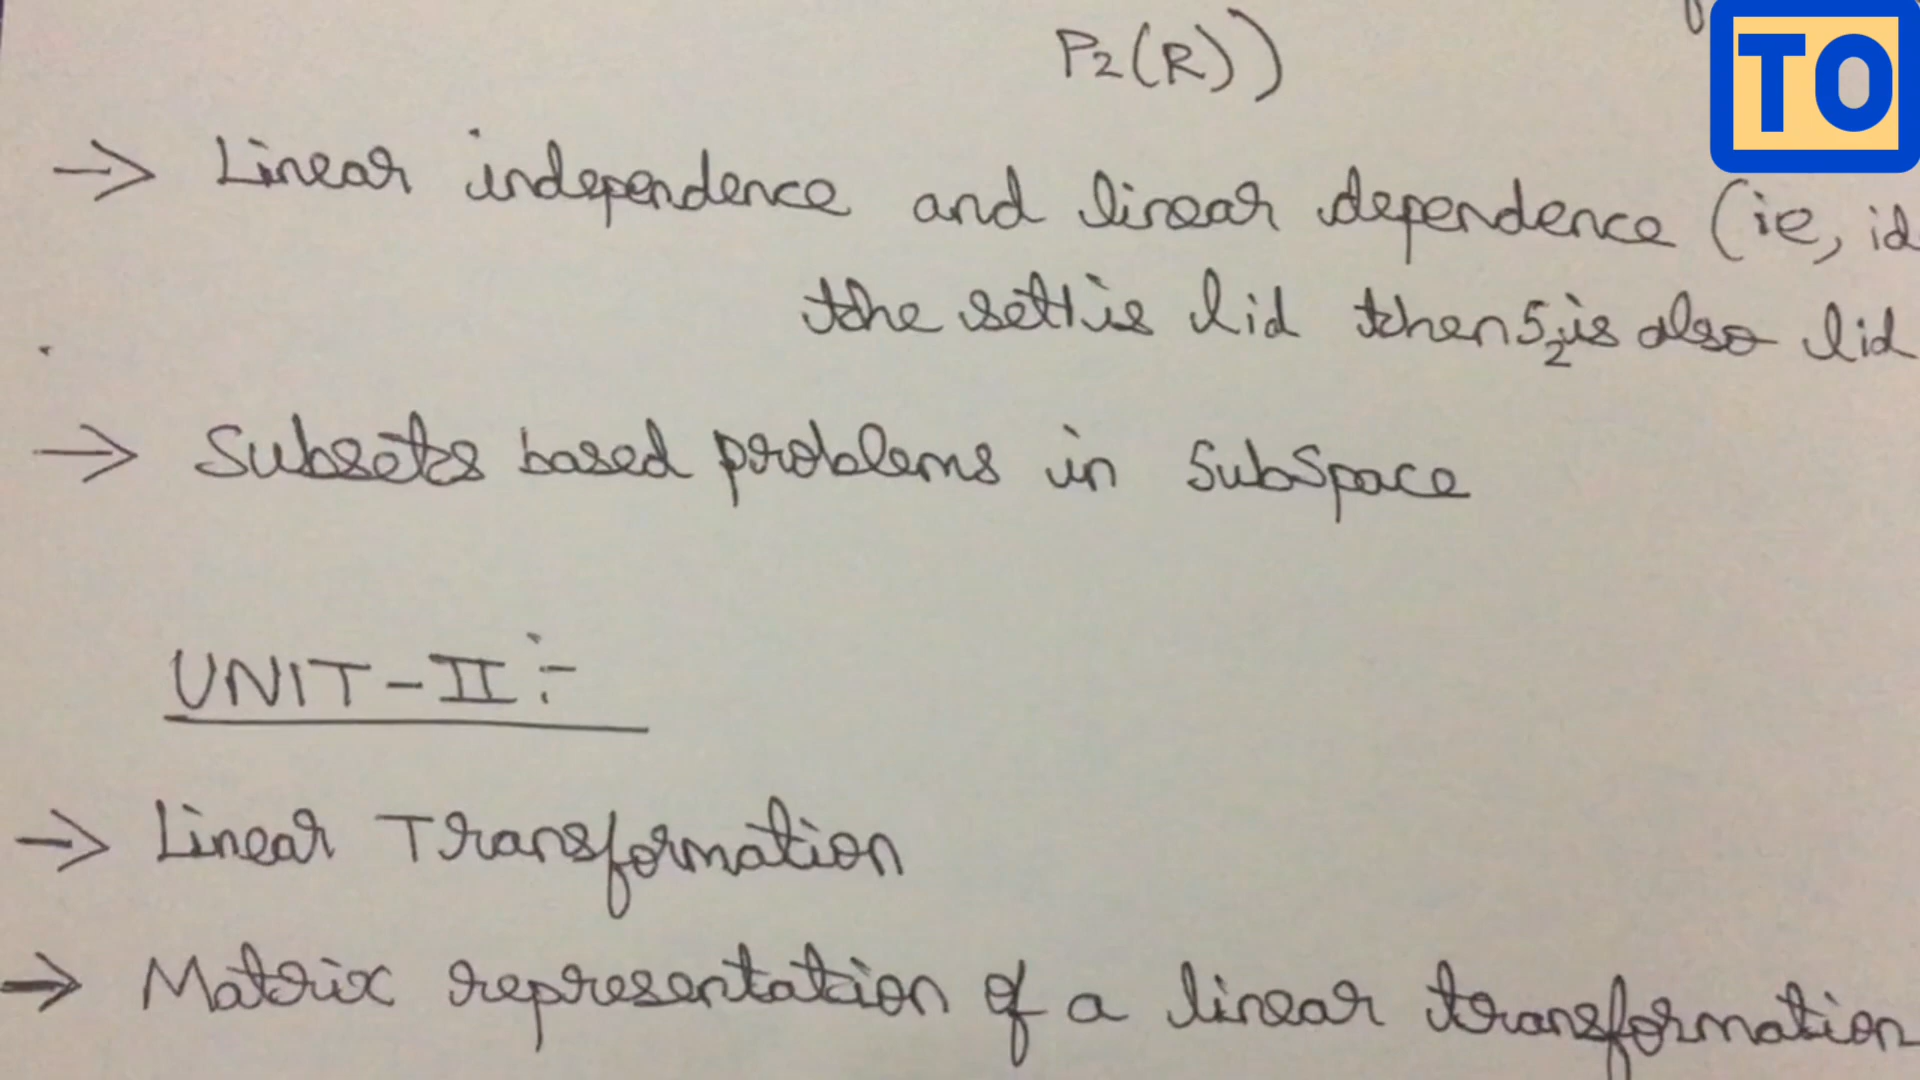 P2(R))
TO
→ Linear independence and linear dependence (ie, id
the set1 is lid then S2 is also lid
→ Subsets based problems in Subspace
UNIT-II:-
→ Linear Transformation
→ Matrix representation of a linear transformation